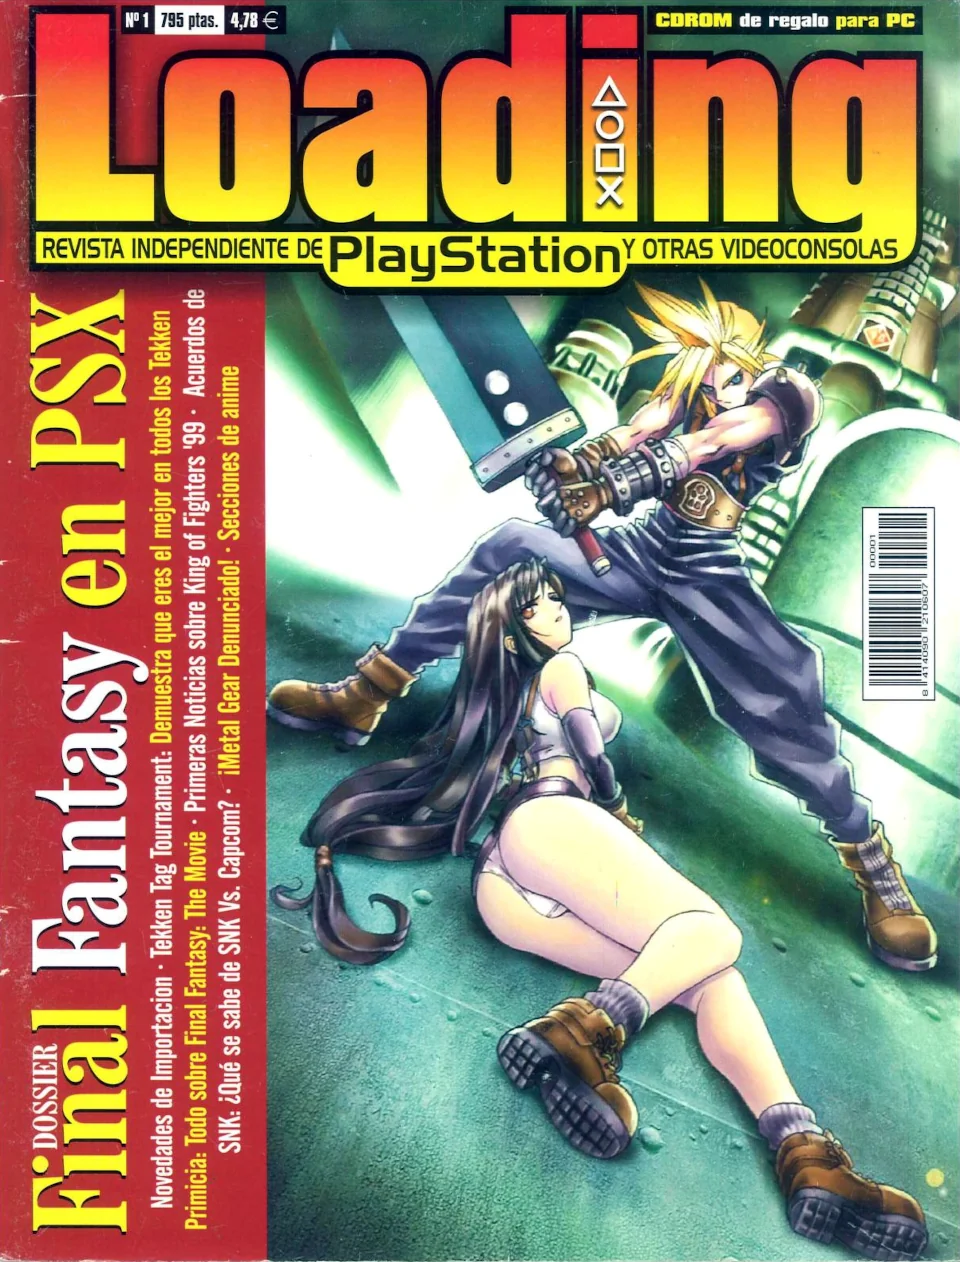 Nº 1 795 ptas. 4,78 €
CDROM de regalo para PC
Loading
REVISTA INDEPENDIENTE DE PlayStation Y OTRAS VIDEOCONSOLAS
DOSSIER
Final Fantasy en PSX
Novedades de Importacion · Tekken Tag Tournament: Demuestra que eres el mejor en todos los Tekken
Primicia: Todo sobre Final Fantasy: The Movie · Primeras Noticias sobre King of Fighters '99 · Acuerdos de
SNK: ¿Qué se sabe de SNK Vs. Capcom? · ¡Metal Gear Denunciado! · Secciones de anime
00001
8 414090 210607